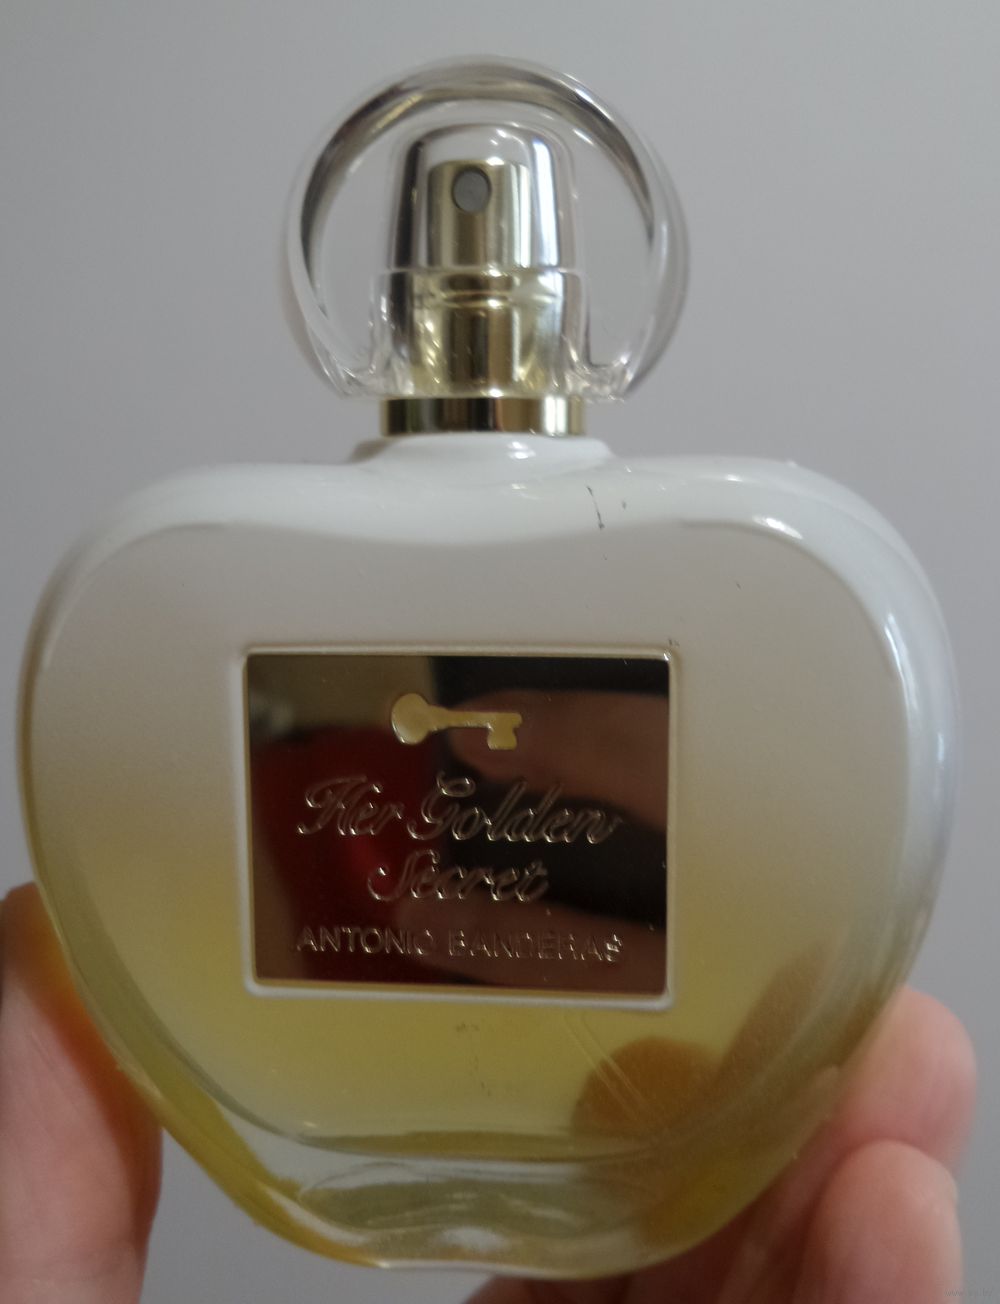 Her Golden
Secret
ANTONIO BANDERAS